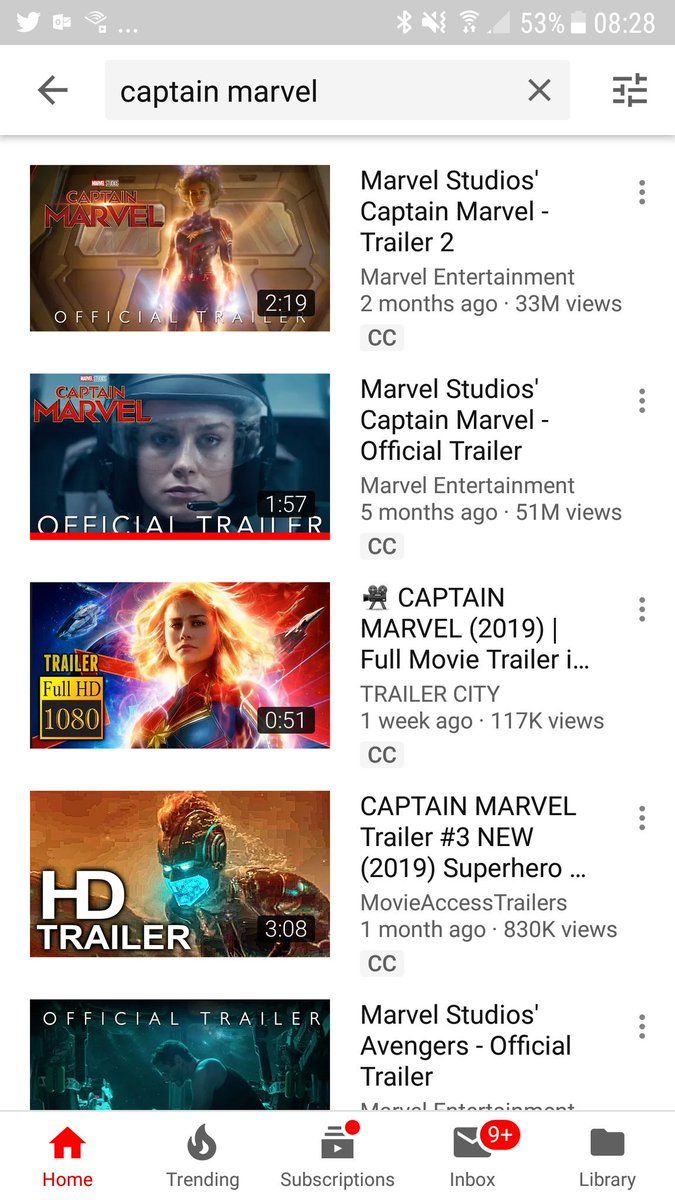 ... 53% 08:28
captain marvel
MARVEL STUDIOS
CAPTAIN
MARVEL
OFFICIAL TRAILER
2:19
Marvel Studios'
Captain Marvel -
Trailer 2
Marvel Entertainment
2 months ago · 33M views
CC
MARVEL STUDIOS
CAPTAIN
MARVEL
1:57
OFFICIAL TRAILER
Marvel Studios'
Captain Marvel -
Official Trailer
Marvel Entertainment
5 months ago · 51M views
CC
TRAILER
Full HD
1080
0:51
🎥 CAPTAIN
MARVEL (2019) |
Full Movie Trailer i...
TRAILER CITY
1 week ago · 117K views
CC
HD
TRAILER
3:08
CAPTAIN MARVEL
Trailer #3 NEW
(2019) Superhero ...
MovieAccessTrailers
1 month ago · 830K views
CC
OFFICIAL TRAILER
Marvel Studios'
Avengers - Official
Trailer
Marvel Entertainment
9+
Home Trending Subscriptions Inbox Library